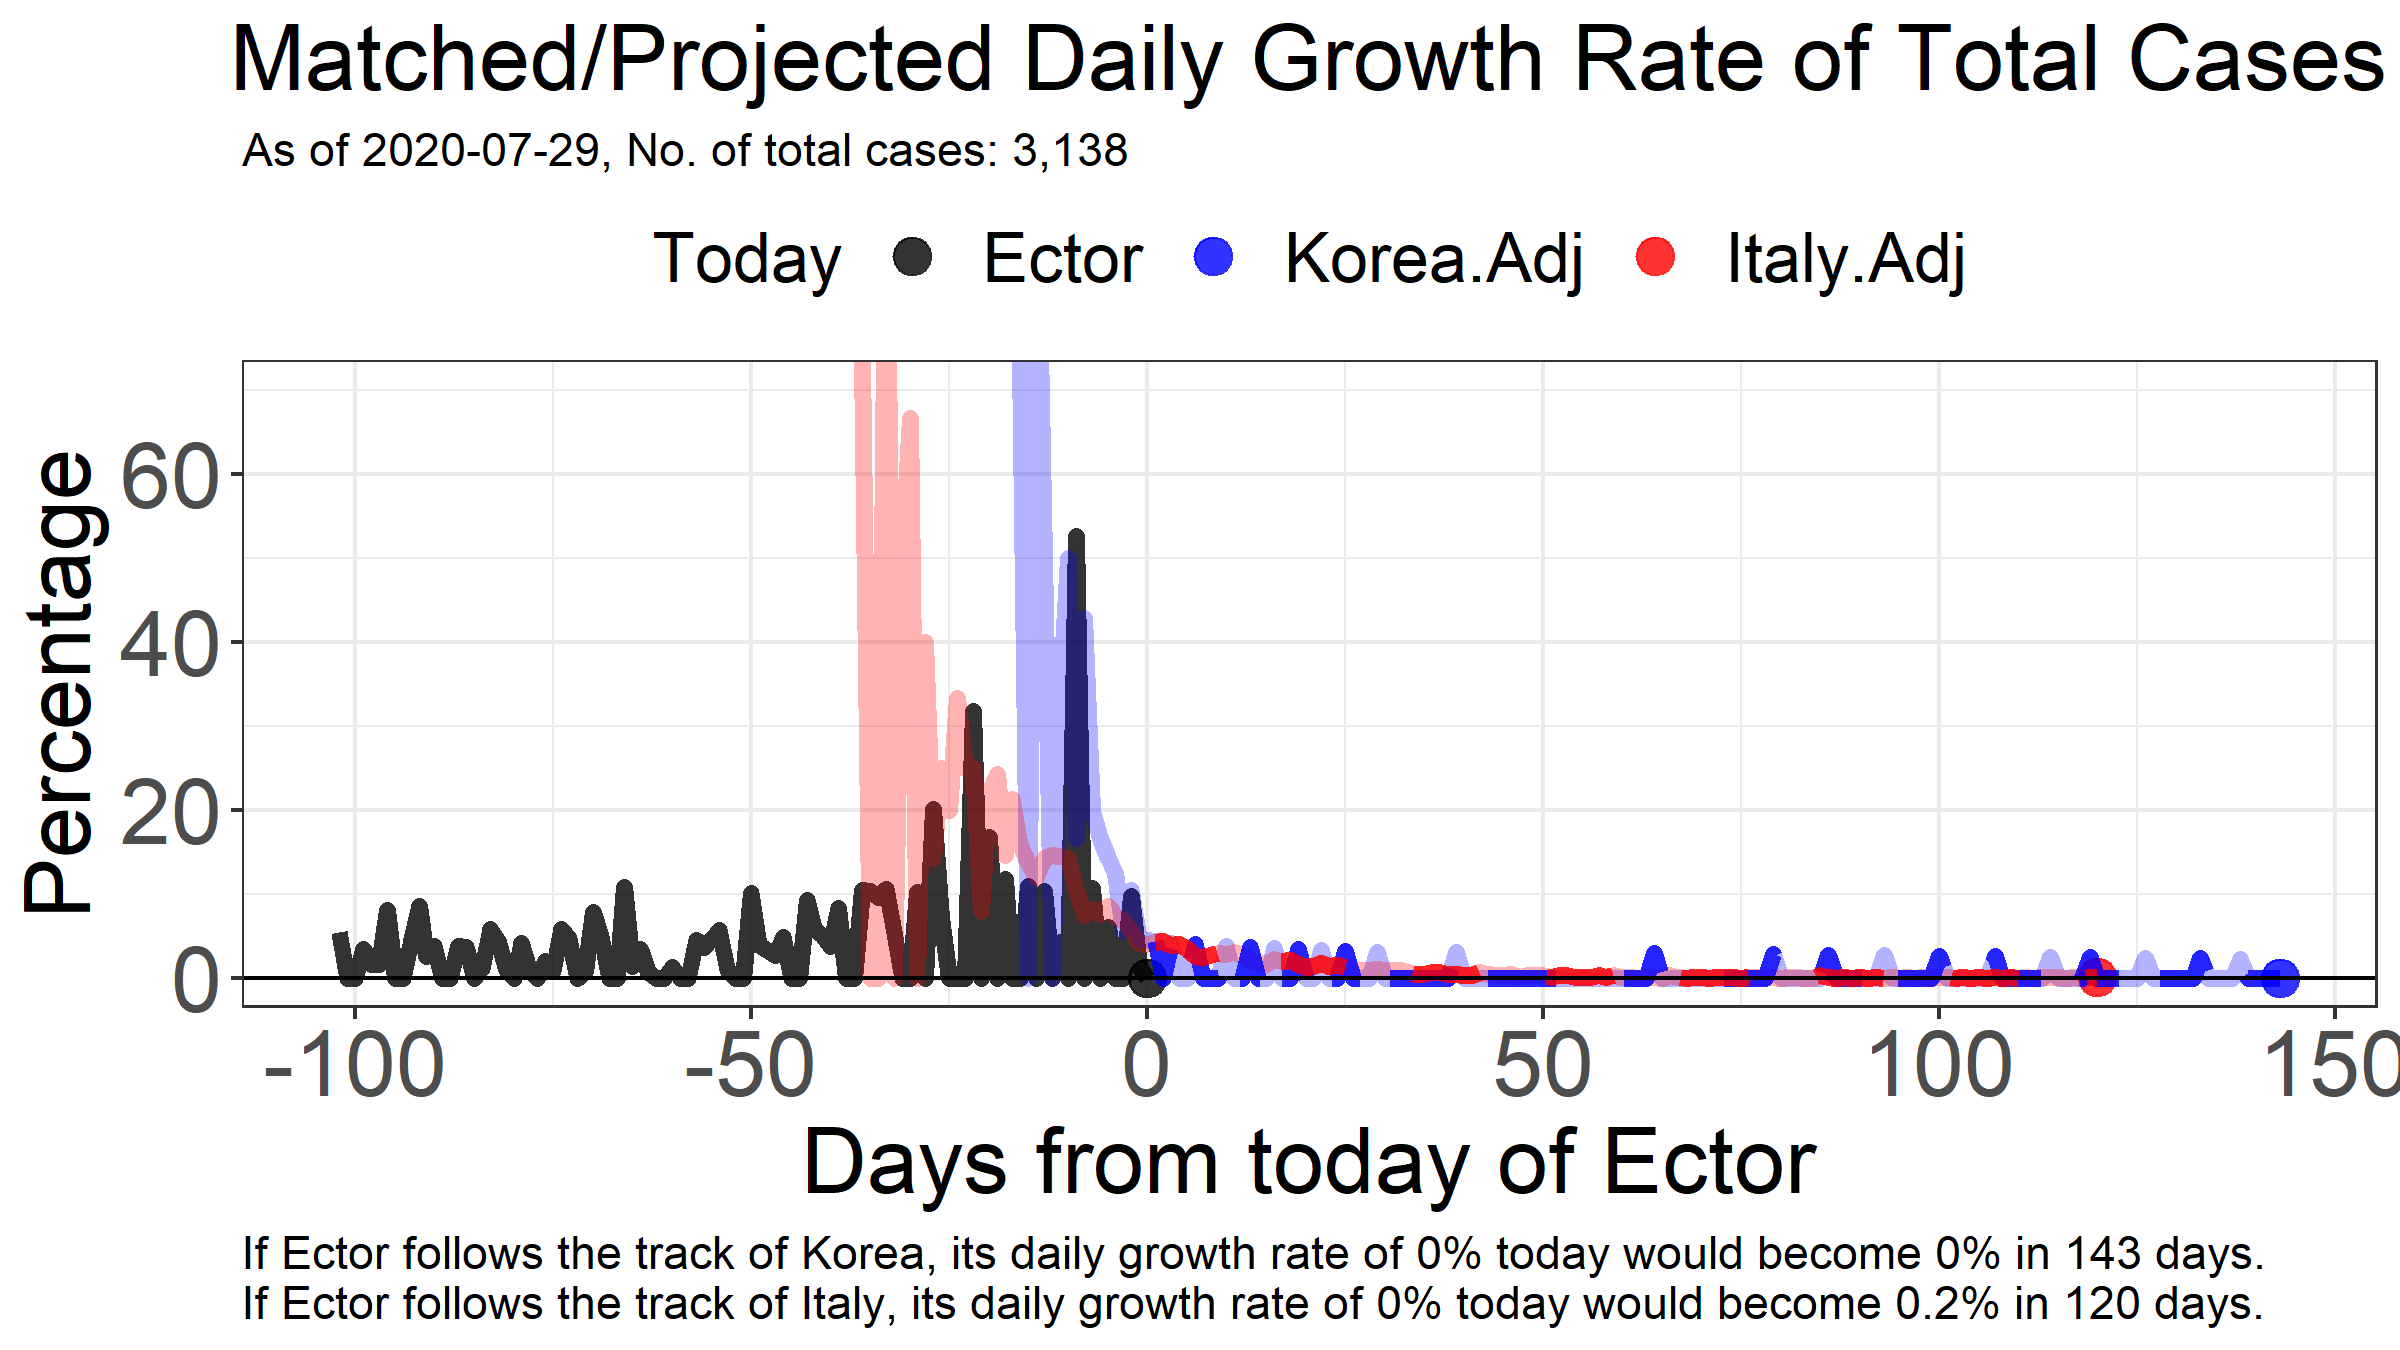 Matched/Projected Daily Growth Rate of Total Cases
As of 2020-07-29, No. of total cases: 3,138
Today Ector Korea.Adj Italy.Adj
Percentage
60
40
20
0
-100 -50 0 50 100 150
Days from today of Ector
If Ector follows the track of Korea, its daily growth rate of 0% today would become 0% in 143 days.
If Ector follows the track of Italy, its daily growth rate of 0% today would become 0.2% in 120 days.